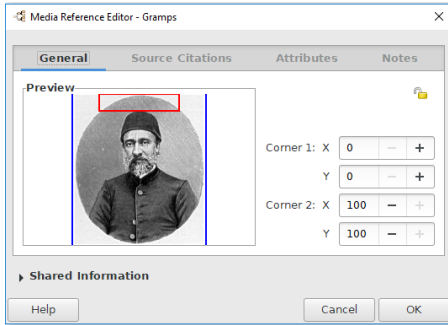 Media Reference Editor - Gramps
General Source Citations Attributes Notes
Preview
Corner 1: X 0 − +
Y 0 − +
Corner 2: X 100 − +
Y 100 − +
Shared Information
Help Cancel OK